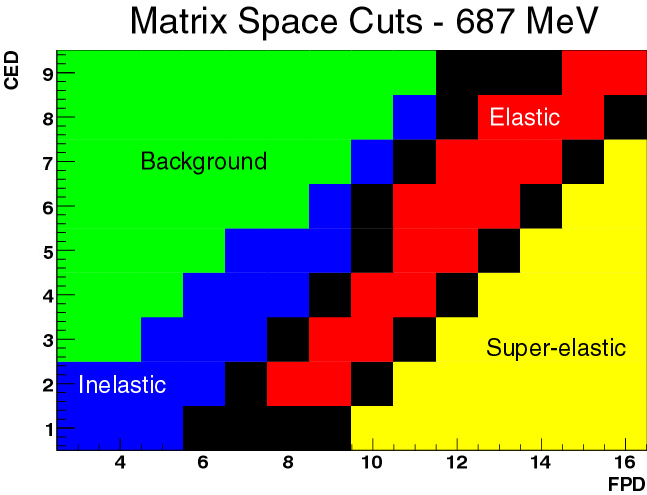 Matrix Space Cuts - 687 MeV
CED
9
8
Elastic
7
Background
6
5
4
3
Super-elastic
2
Inelastic
1
4 6 8 10 12 14 16
FPD